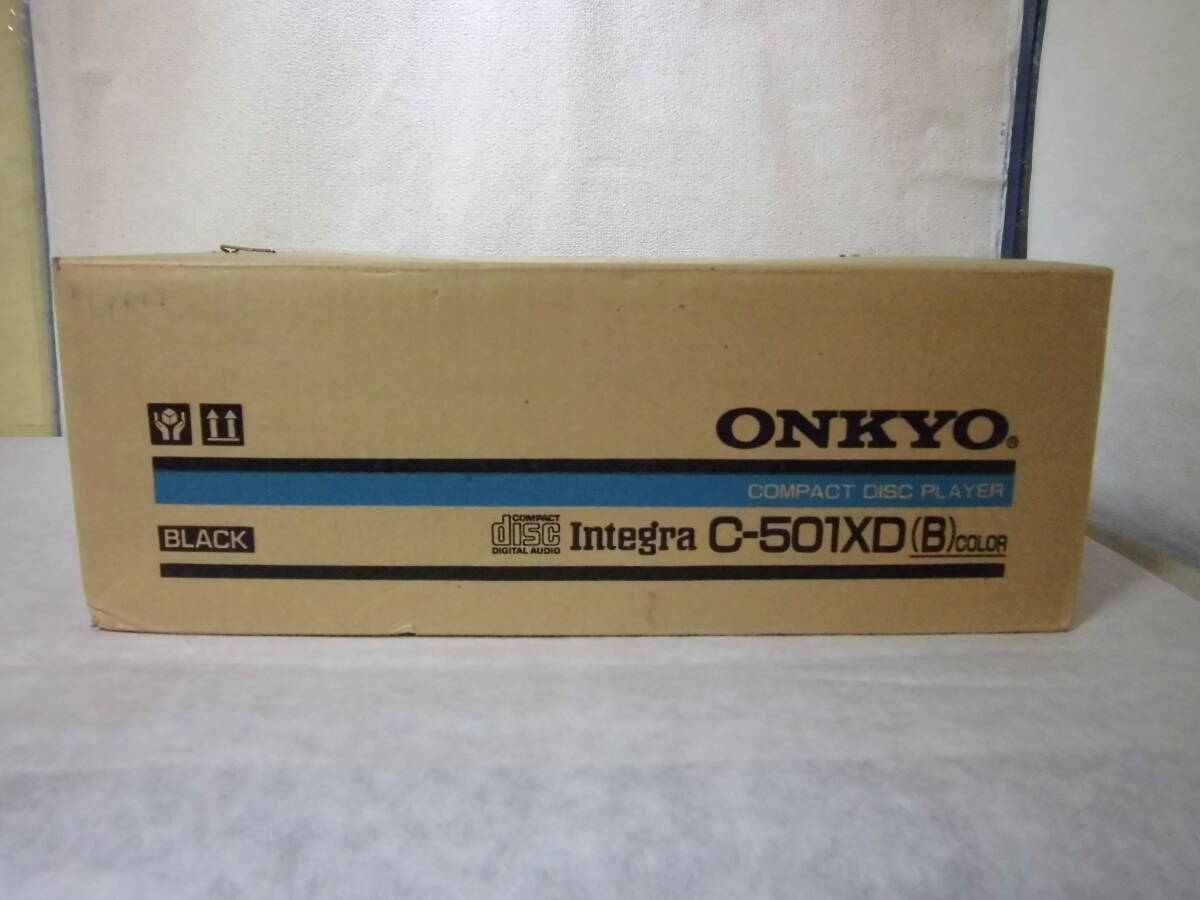 ONKYO®
COMPACT DISC PLAYER
BLACK
COMPACT
disc
DIGITAL AUDIO
Integra C-501XD (B) COLOR